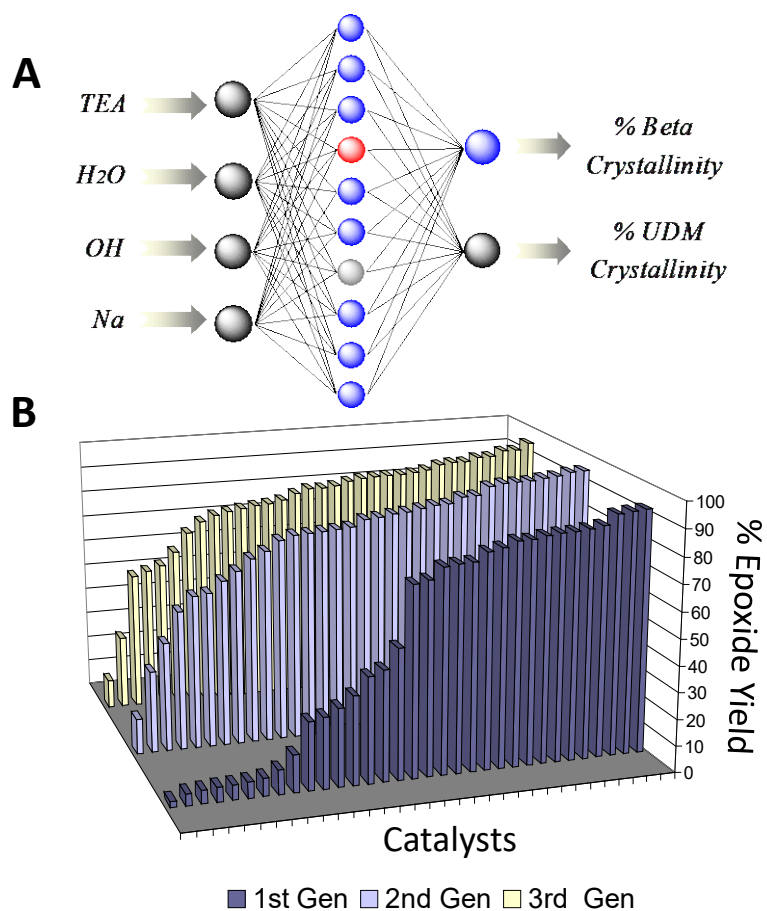 A
TEA
H2O
OH
Na
% Beta
Crystallinity
% UDM
Crystallinity
B
100
90
80
70
60
50
40
30
20
10
0
% Epoxide Yield
Catalysts
1st Gen 2nd Gen 3rd Gen